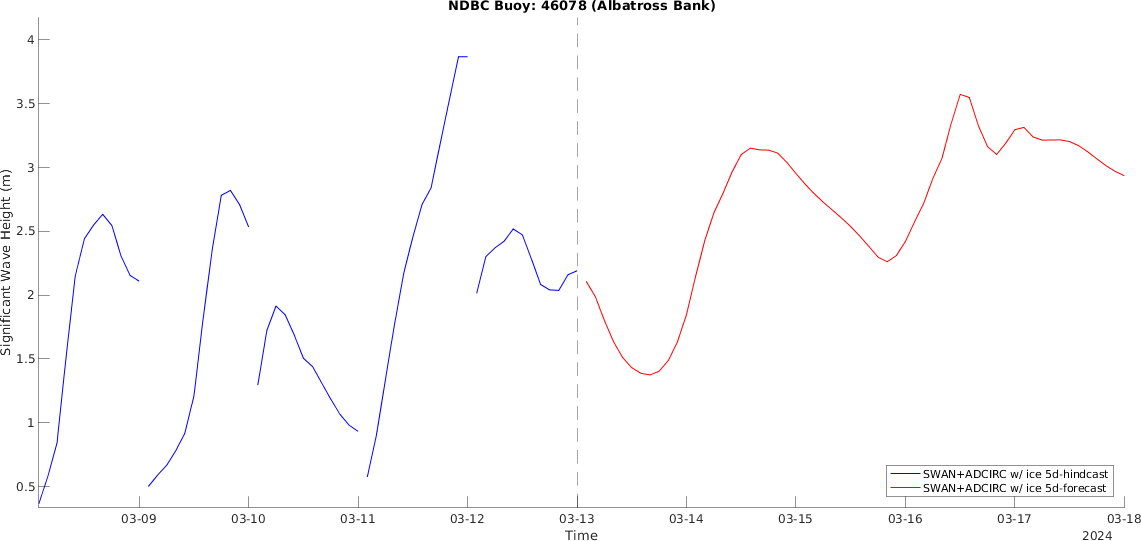 NDBC Buoy: 46078 (Albatross Bank)
Significant Wave Height (m)
4
3.5
3
2.5
2
1.5
1
0.5
03-09 03-10 03-11 03-12 03-13 03-14 03-15 03-16 03-17 03-18
Time
2024
SWAN+ADCIRC w/ ice 5d-hindcast
SWAN+ADCIRC w/ ice 5d-forecast